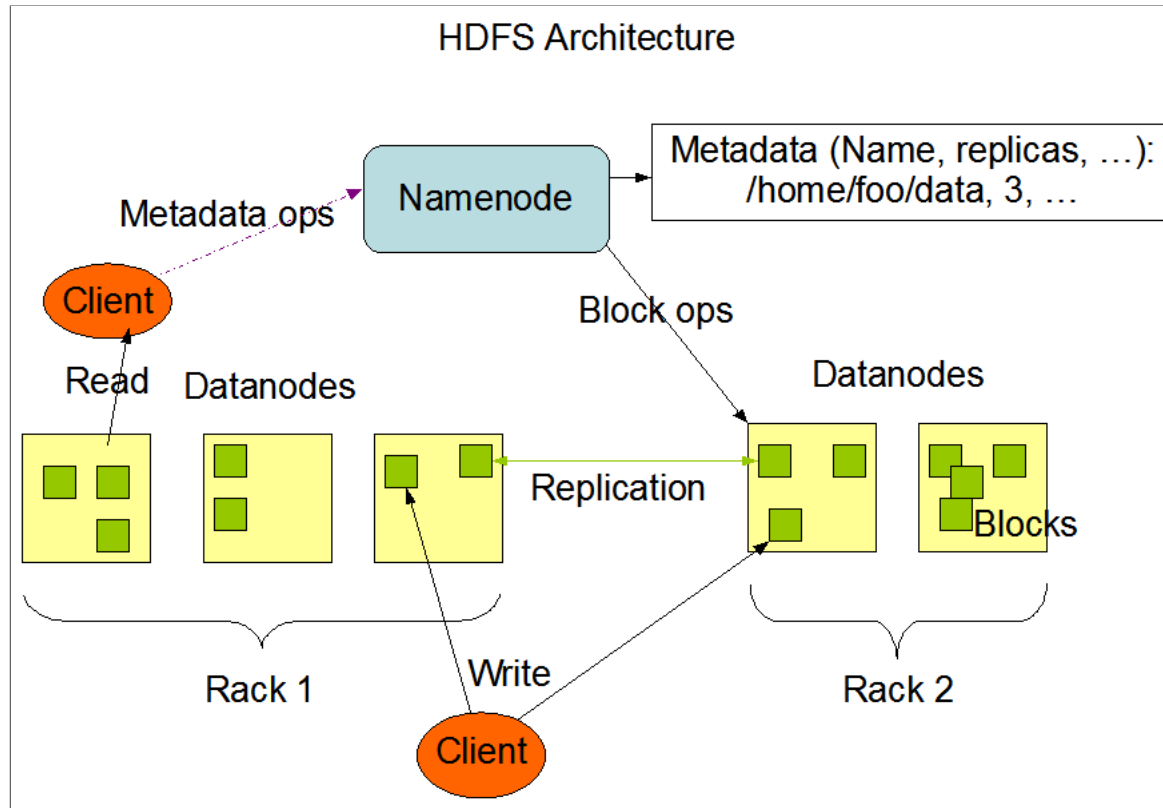 HDFS Architecture
Metadata (Name, replicas, …):
/home/foo/data, 3, …
Namenode
Metadata ops
Client
Block ops
Read
Datanodes
Datanodes
Replication
Blocks
Rack 1
Write
Rack 2
Client